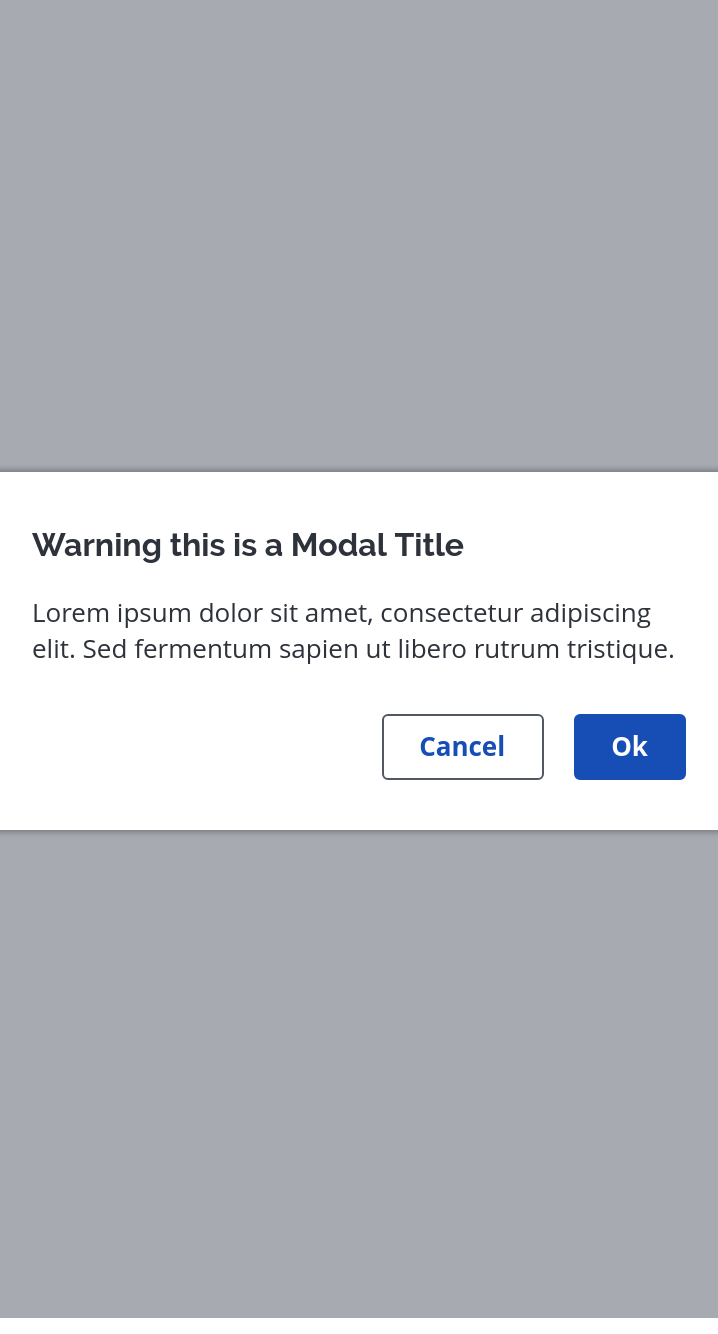 Warning this is a Modal Title
Lorem ipsum dolor sit amet, consectetur adipiscing
elit. Sed fermentum sapien ut libero rutrum tristique.
Cancel
Ok